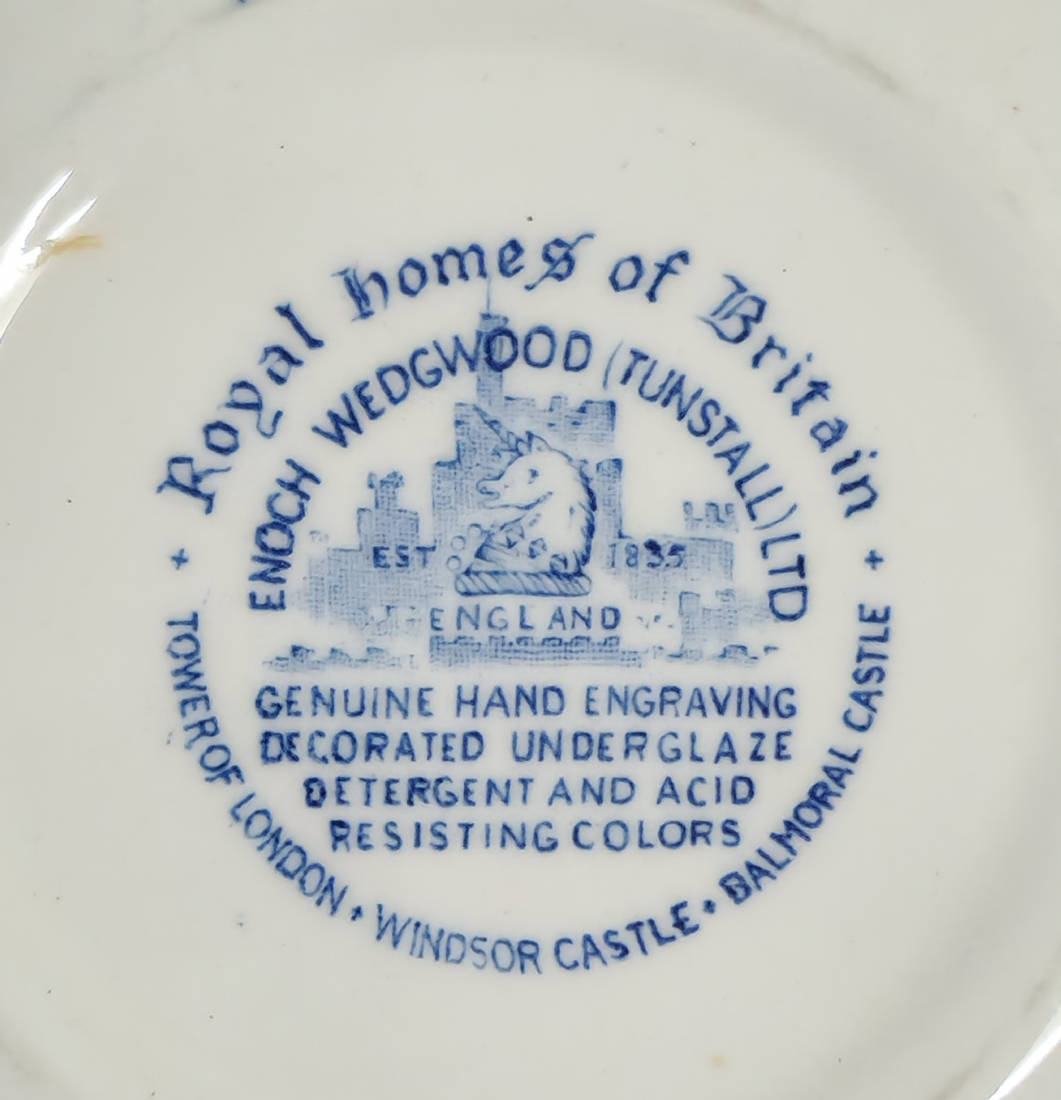 Royal homes of Britain
ENOCH WEDGWOOD (TUNSTALL) LTD
EST 1835
ENGLAND
GENUINE HAND ENGRAVING
DECORATED UNDERGLAZE
DETERGENT AND ACID
RESISTING COLORS
TOWER OF LONDON • WINDSOR CASTLE • BALMORAL CASTLE